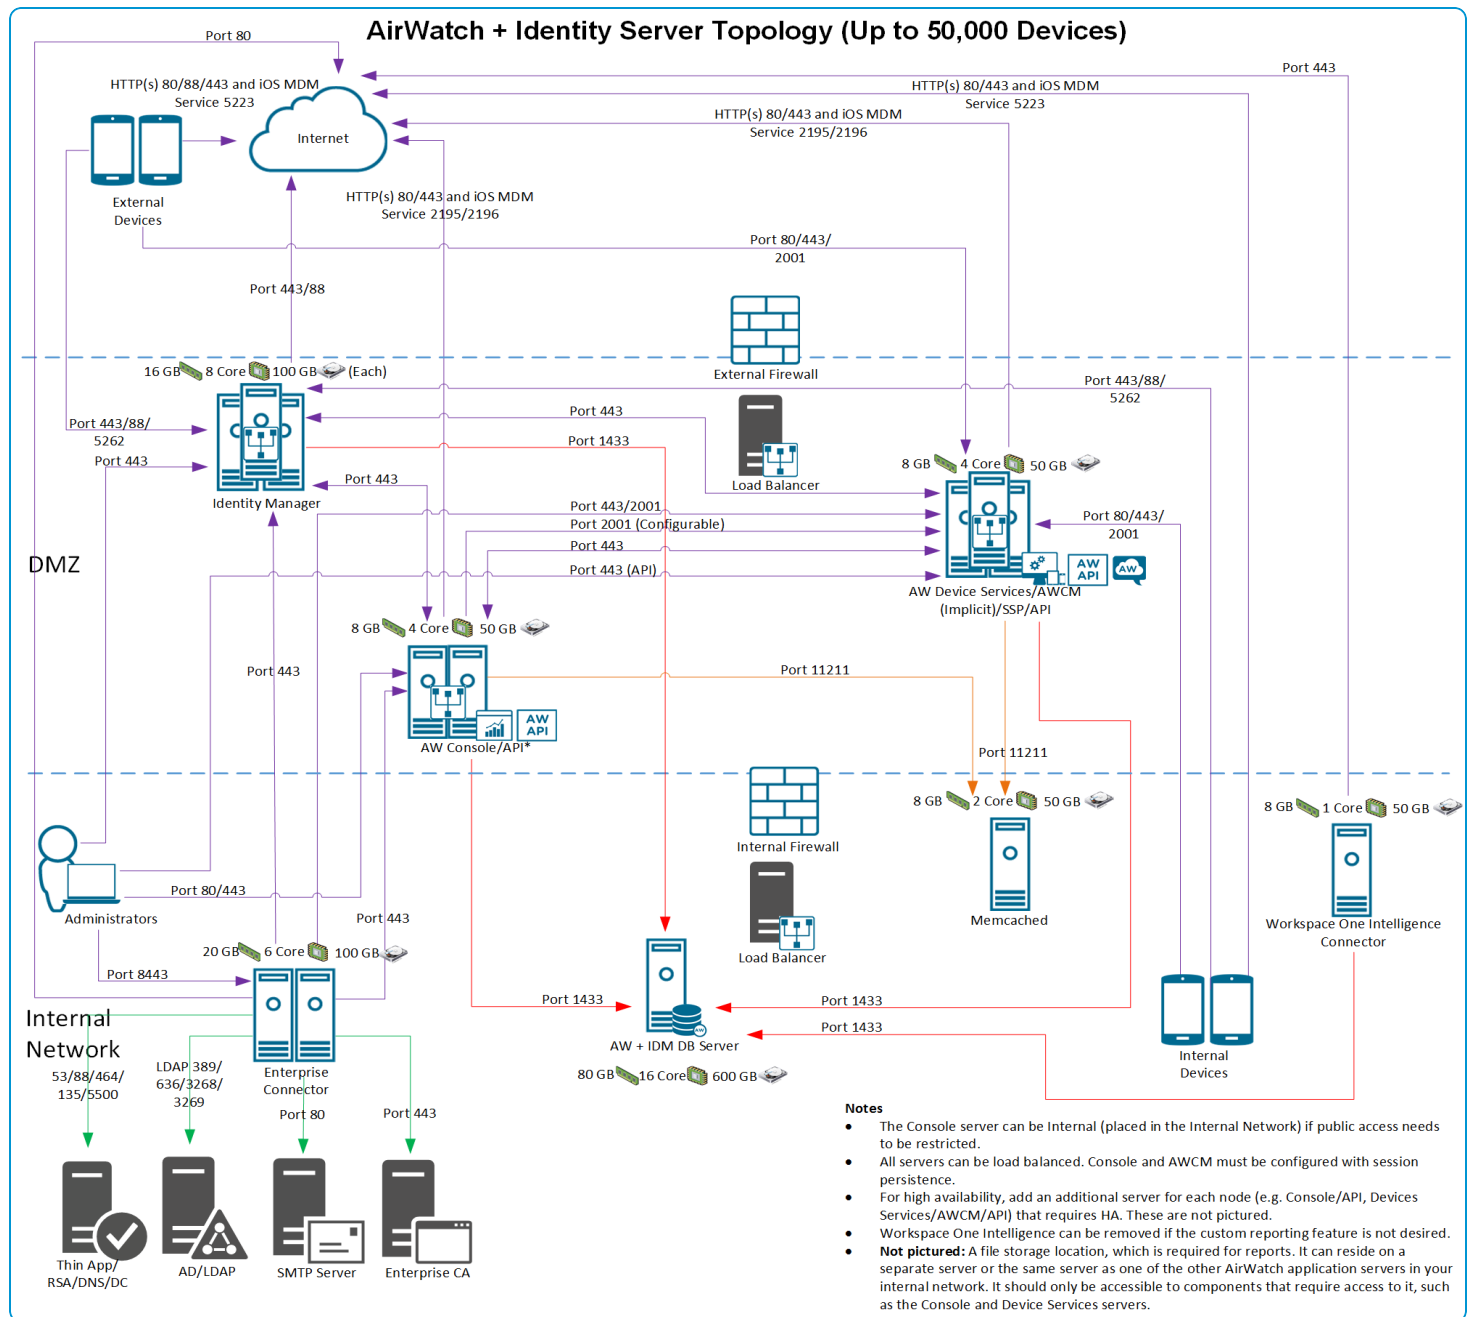 AirWatch + Identity Server Topology (Up to 50,000 Devices)
Port 80
Port 443
HTTP(s) 80/88/443 and iOS MDM
Service 5223
HTTP(s) 80/443 and iOS MDM
Service 5223
HTTP(s) 80/443 and iOS MDM
Service 2195/2196
Internet
External
Devices
HTTP(s) 80/443 and iOS MDM
Service 2195/2196
Port 80/443/
2001
Port 443/88
External Firewall
16 GB 8 Core 100 GB (Each)
Port 443/88/
5262
Port 443
Port 443/88/
5262
Port 1433
Port 443
8 GB 4 Core 50 GB
Load Balancer
Port 443
Identity Manager
Port 443
Port 443/2001
Port 2001 (Configurable)
Port 80/443/
2001
Port 443
DMZ
Port 443 (API)
AW
API
AW
AW Device Services/AWCM
(Implicit)/SSP/API
8 GB 4 Core 50 GB
Port 443
Port 11211
AW
API
AW Console/API*
Port 11211
8 GB 2 Core 50 GB
8 GB 1 Core 50 GB
Internal Firewall
Port 80/443
Administrators
Port 443
Memcached
Workspace One Intelligence
Connector
20 GB 6 Core 100 GB
Load Balancer
Port 8443
Port 1433
Port 1433
Internal
Network
Port 1433
AW
AW + IDM DB Server
80 GB 16 Core 600 GB
Internal
Devices
Enterprise
Connector
53/88/464/
135/5500
LDAP 389/
636/3268/
3269
Port 80
Port 443
Thin App/
RSA/DNS/DC
AD/LDAP
SMTP Server
Enterprise CA
Notes
● The Console server can be Internal (placed in the Internal Network) if public access needs
to be restricted.
● All servers can be load balanced. Console and AWCM must be configured with session
persistence.
● For high availability, add an additional server for each node (e.g. Console/API, Devices
Services/AWCM/API) that requires HA. These are not pictured.
● Workspace One Intelligence can be removed if the custom reporting feature is not desired.
● Not pictured: A file storage location, which is required for reports. It can reside on a
separate server or the same server as one of the other AirWatch application servers in your
internal network. It should only be accessible to components that require access to it, such
as the Console and Device Services servers.